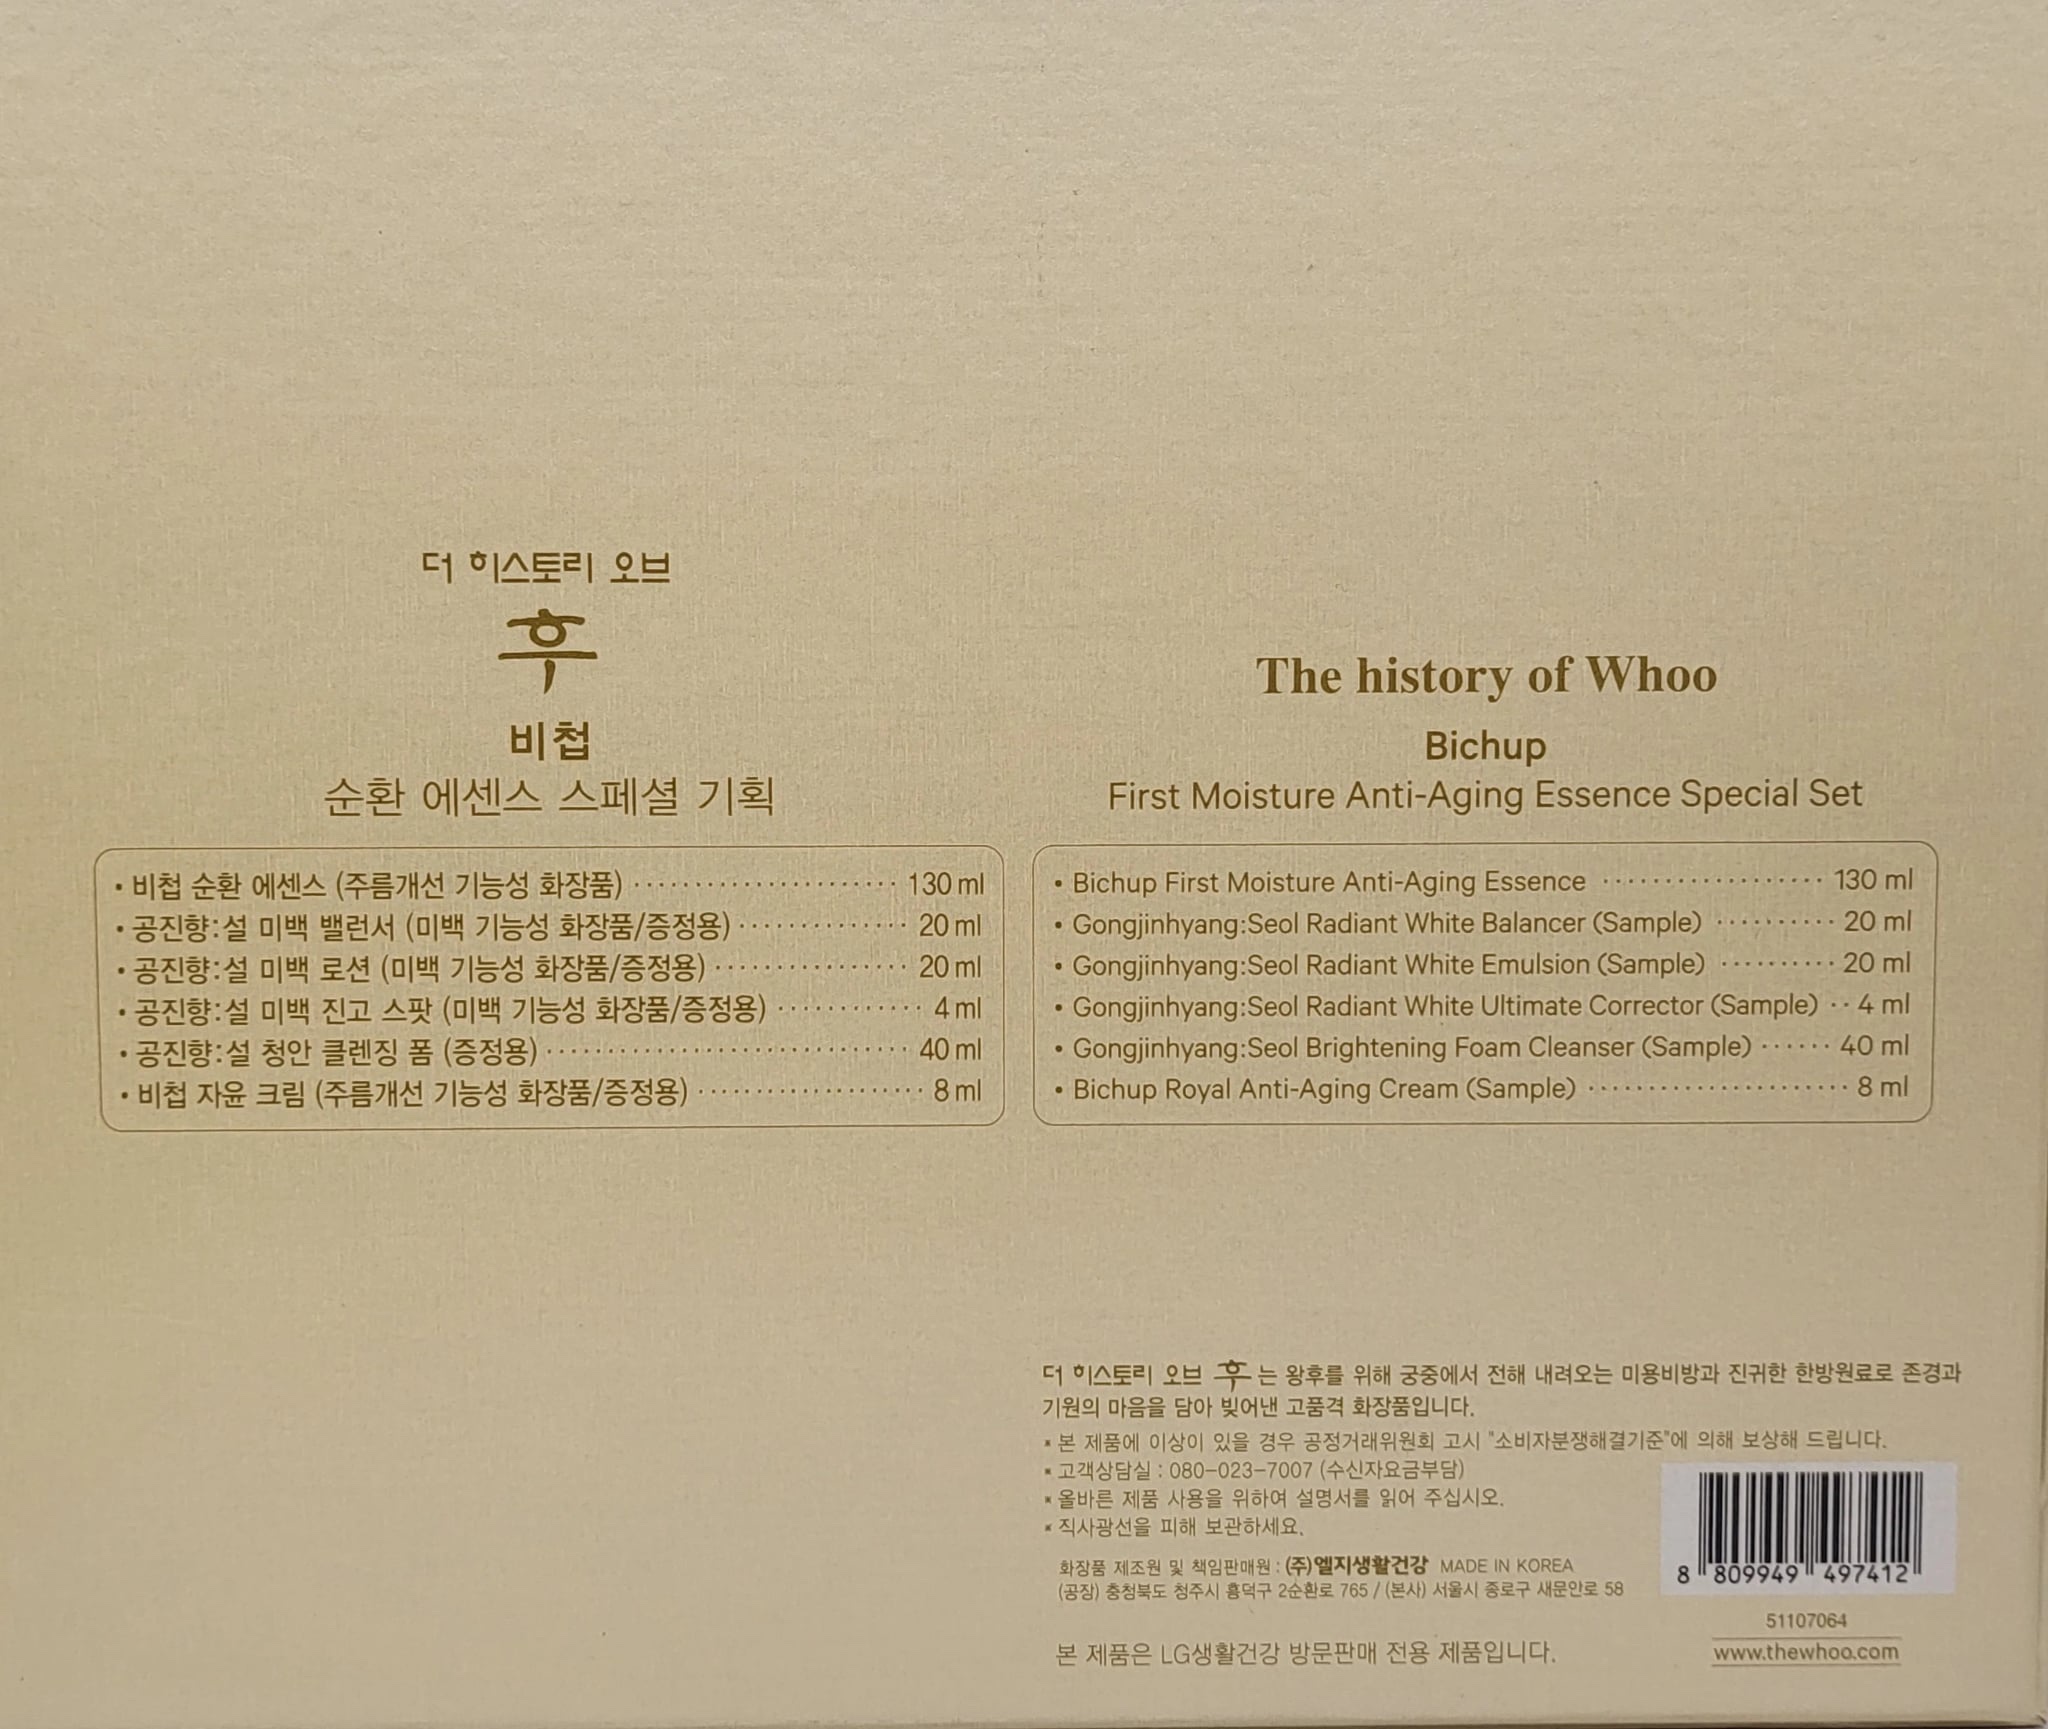 더 히스토리 오브
후
비첩
순환 에센스 스페셜 기획
• 비첩 순환 에센스 (주름개선 기능성 화장품) ······················ 130 ml
• 공진향:설 미백 밸런서 (미백 기능성 화장품/증정용) ·············· 20 ml
• 공진향:설 미백 로션 (미백 기능성 화장품/증정용) ················ 20 ml
• 공진향:설 미백 진고 스팟 (미백 기능성 화장품/증정용) ············ 4 ml
• 공진향:설 청안 클렌징 폼 (증정용) ······························ 40 ml
• 비첩 자윤 크림 (주름개선 기능성 화장품/증정용) ··················· 8 ml
The history of Whoo
Bichup
First Moisture Anti-Aging Essence Special Set
• Bichup First Moisture Anti-Aging Essence ·················· 130 ml
• Gongjinhyang:Seol Radiant White Balancer (Sample) ·········· 20 ml
• Gongjinhyang:Seol Radiant White Emulsion (Sample) ·········· 20 ml
• Gongjinhyang:Seol Radiant White Ultimate Corrector (Sample) ·· 4 ml
• Gongjinhyang:Seol Brightening Foam Cleanser (Sample) ······ 40 ml
• Bichup Royal Anti-Aging Cream (Sample) ······················ 8 ml
더 히스토리 오브 후는 왕후를 위해 궁중에서 전해 내려오는 미용비방과 진귀한 한방원료로 존경과
기원의 마음을 담아 빚어낸 고품격 화장품입니다.
* 본 제품에 이상이 있을 경우 공정거래위원회 고시 "소비자분쟁해결기준"에 의해 보상해 드립니다.
* 고객상담실 : 080-023-7007 (수신자요금부담)
* 올바른 제품 사용을 위하여 설명서를 읽어 주십시오.
* 직사광선을 피해 보관하세요.
화장품 제조원 및 책임판매원 : (주)엘지생활건강 MADE IN KOREA
(공장) 충청북도 청주시 흥덕구 2순환로 765 / (본사) 서울시 종로구 새문안로 58
본 제품은 LG생활건강 방문판매 전용 제품입니다.
8 809949 497412
51107064
www.thewhoo.com